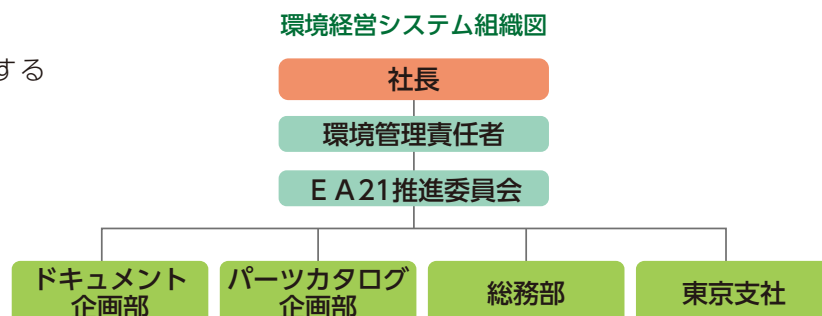 環境経営システム組織図
する
社長
環境管理責任者
ＥＡ21推進委員会
ドキュメント
企画部
パーツカタログ
企画部
総務部
東京支社